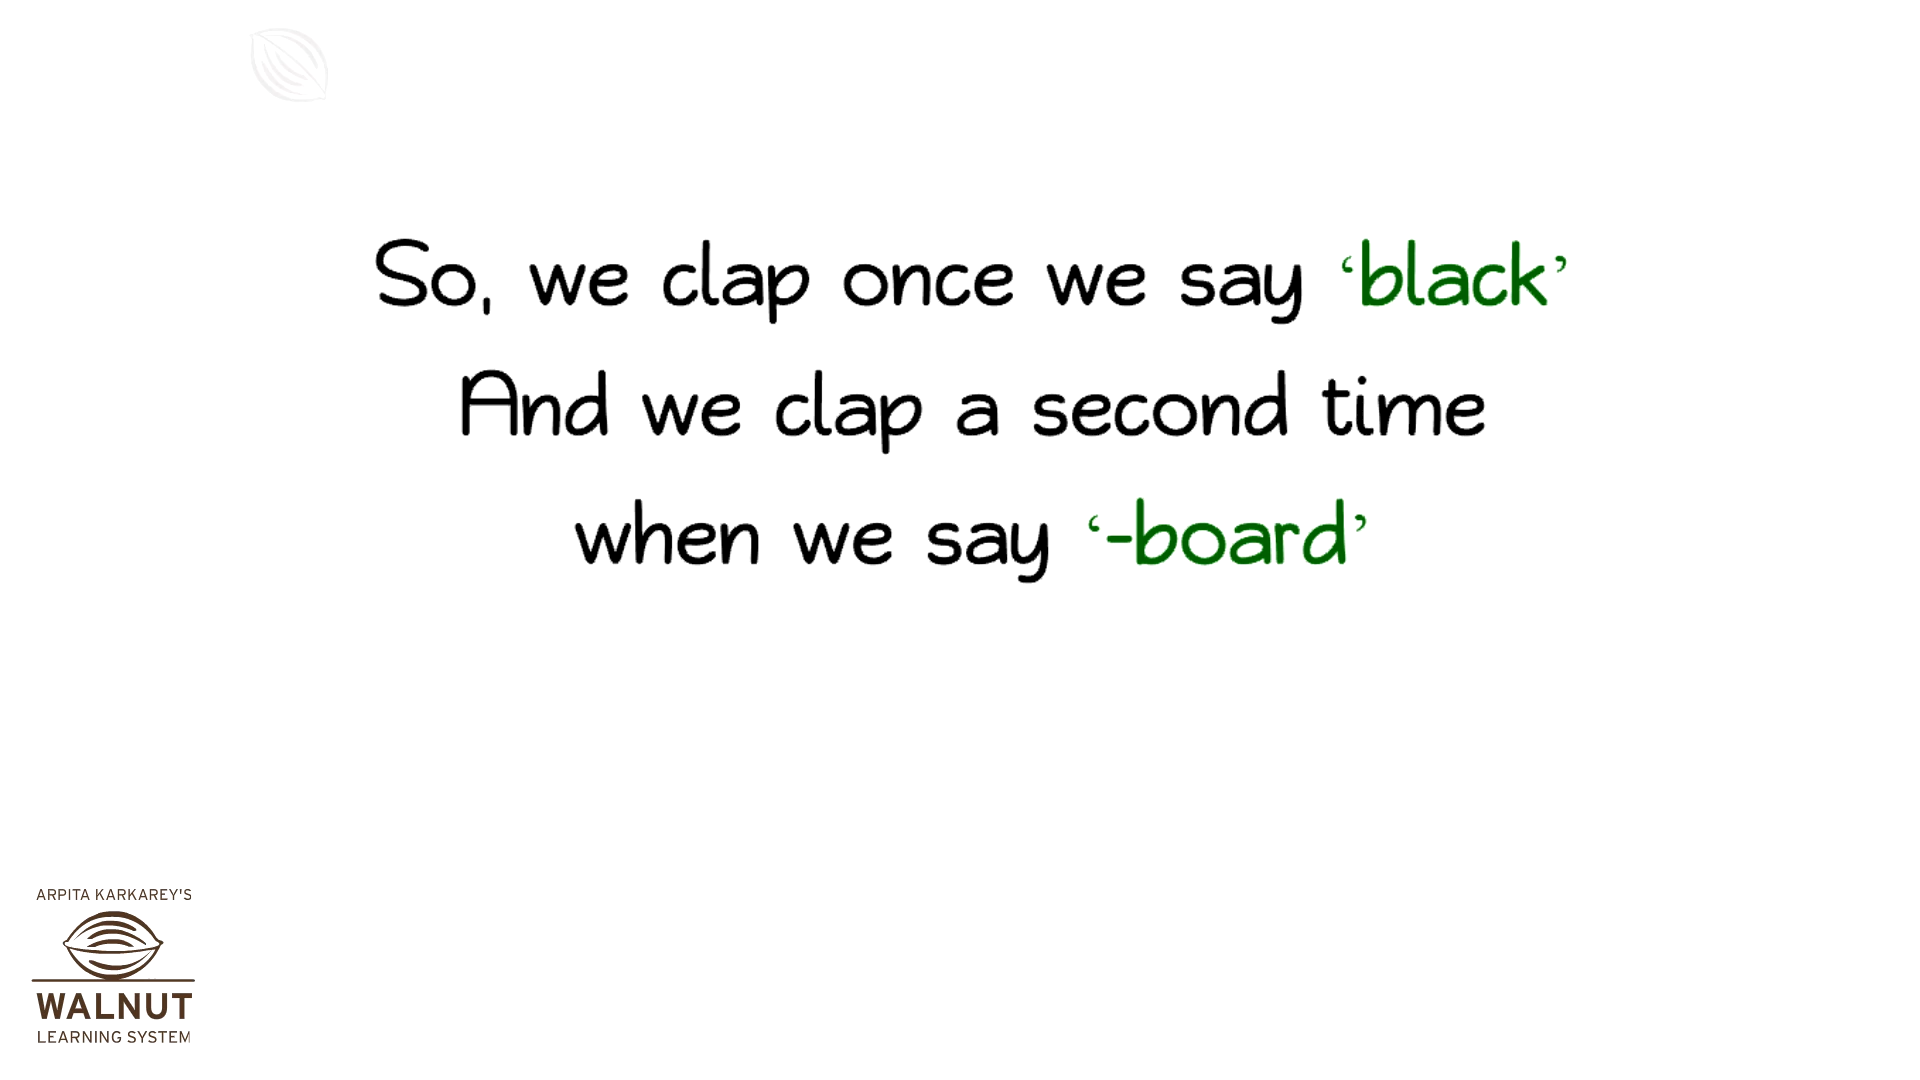 So, we clap once we say ‘black’
And we clap a second time
when we say ‘-board’
ARPITA KARKAREY'S
WALNUT
LEARNING SYSTEM